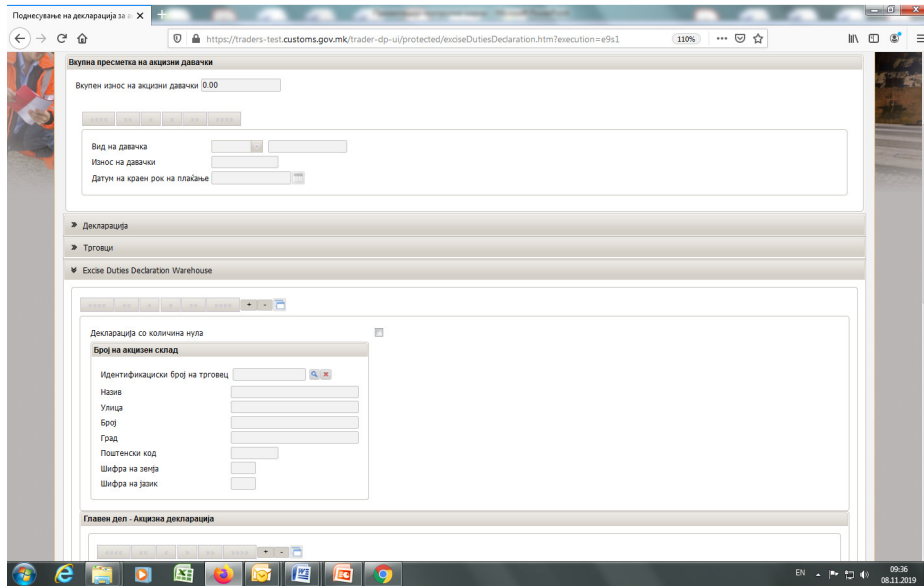 Поднесување на декларација за а
https://traders-test.customs.gov.mk/trader-dp-ui/protected/exciseDutiesDeclaration.htm?execution=e9s1
110%
Вкупна пресметка на акцизни давачки
Вкупен износ на акцизни давачки 0.00
<<<< << < > >> >>>>
Вид на давачка
Износ на давачки
Датум на краен рок на плаќање
Декларација
Трговци
Excise Duties Declaration Warehouse
<<<< << < > >> >>>> + -
Декларација со количина нула
Број на акцизен склад
Идентификациски број на трговец
Назив
Улица
Број
Град
Поштенски код
Шифра на земја
Шифра на јазик
Главен дел - Акцизна декларација
<<<< << < > >> >>>> + -
EN
09:36
08.11.2019